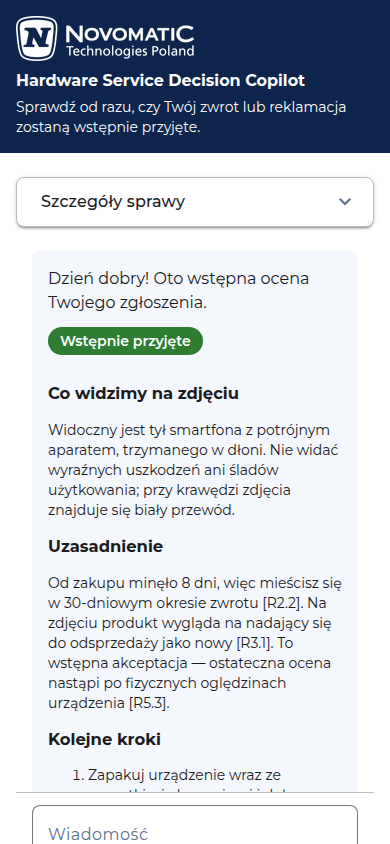 NOVOMATIC
Technologies Poland
Hardware Service Decision Copilot
Sprawdź od razu, czy Twój zwrot lub reklamacja
zostaną wstępnie przyjęte.
Szczegóły sprawy
Dzień dobry! Oto wstępna ocena
Twojego zgłoszenia.
Wstępnie przyjęte
Co widzimy na zdjęciu
Widoczny jest tył smartfona z potrójnym
aparatem, trzymanego w dłoni. Nie widać
wyraźnych uszkodzeń ani śladów
użytkowania; przy krawędzi zdjęcia
znajduje się biały przewód.
Uzasadnienie
Od zakupu minęło 8 dni, więc mieścisz się
w 30-dniowym okresie zwrotu [R2.2]. Na
zdjęciu produkt wygląda na nadający się
do odsprzedaży jako nowy [R3.1]. To
wstępna akceptacja — ostateczna ocena
nastąpi po fizycznych oględzinach
urządzenia [R5.3].
Kolejne kroki
1. Zapakuj urządzenie wraz ze
Wiadomość